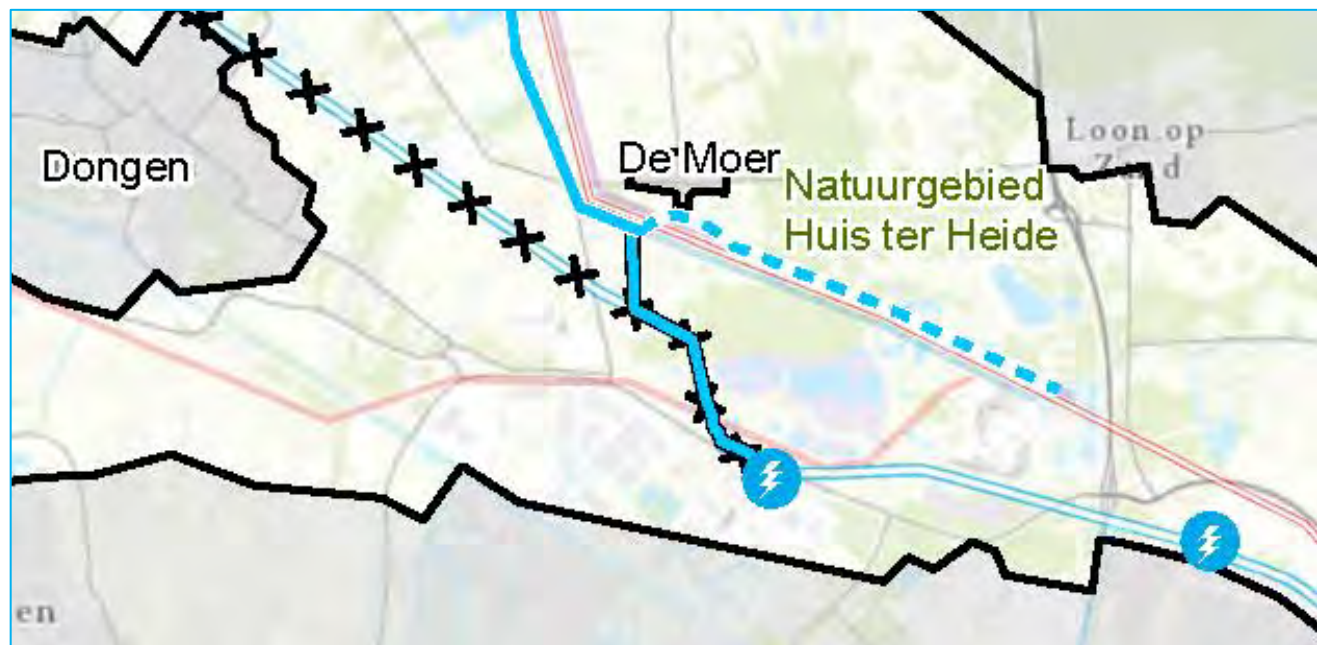 Dongen
De Moer
Natuurgebied
Huis ter Heide
Loon op
Zand
en